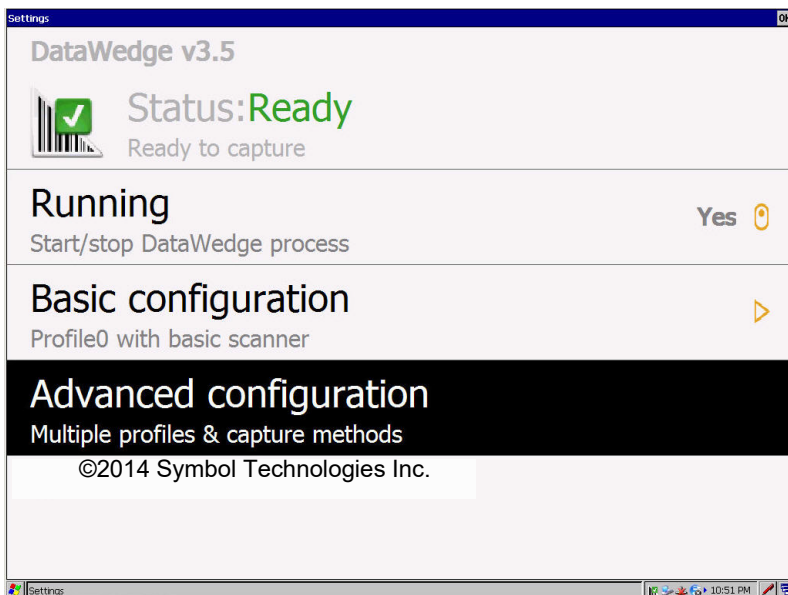 Settings
OK
DataWedge v3.5
Status:Ready
Ready to capture
Running
Yes
Start/stop DataWedge process
Basic configuration
Profile0 with basic scanner
Advanced configuration
Multiple profiles & capture methods
©2014 Symbol Technologies Inc.
Settings
10:51 PM